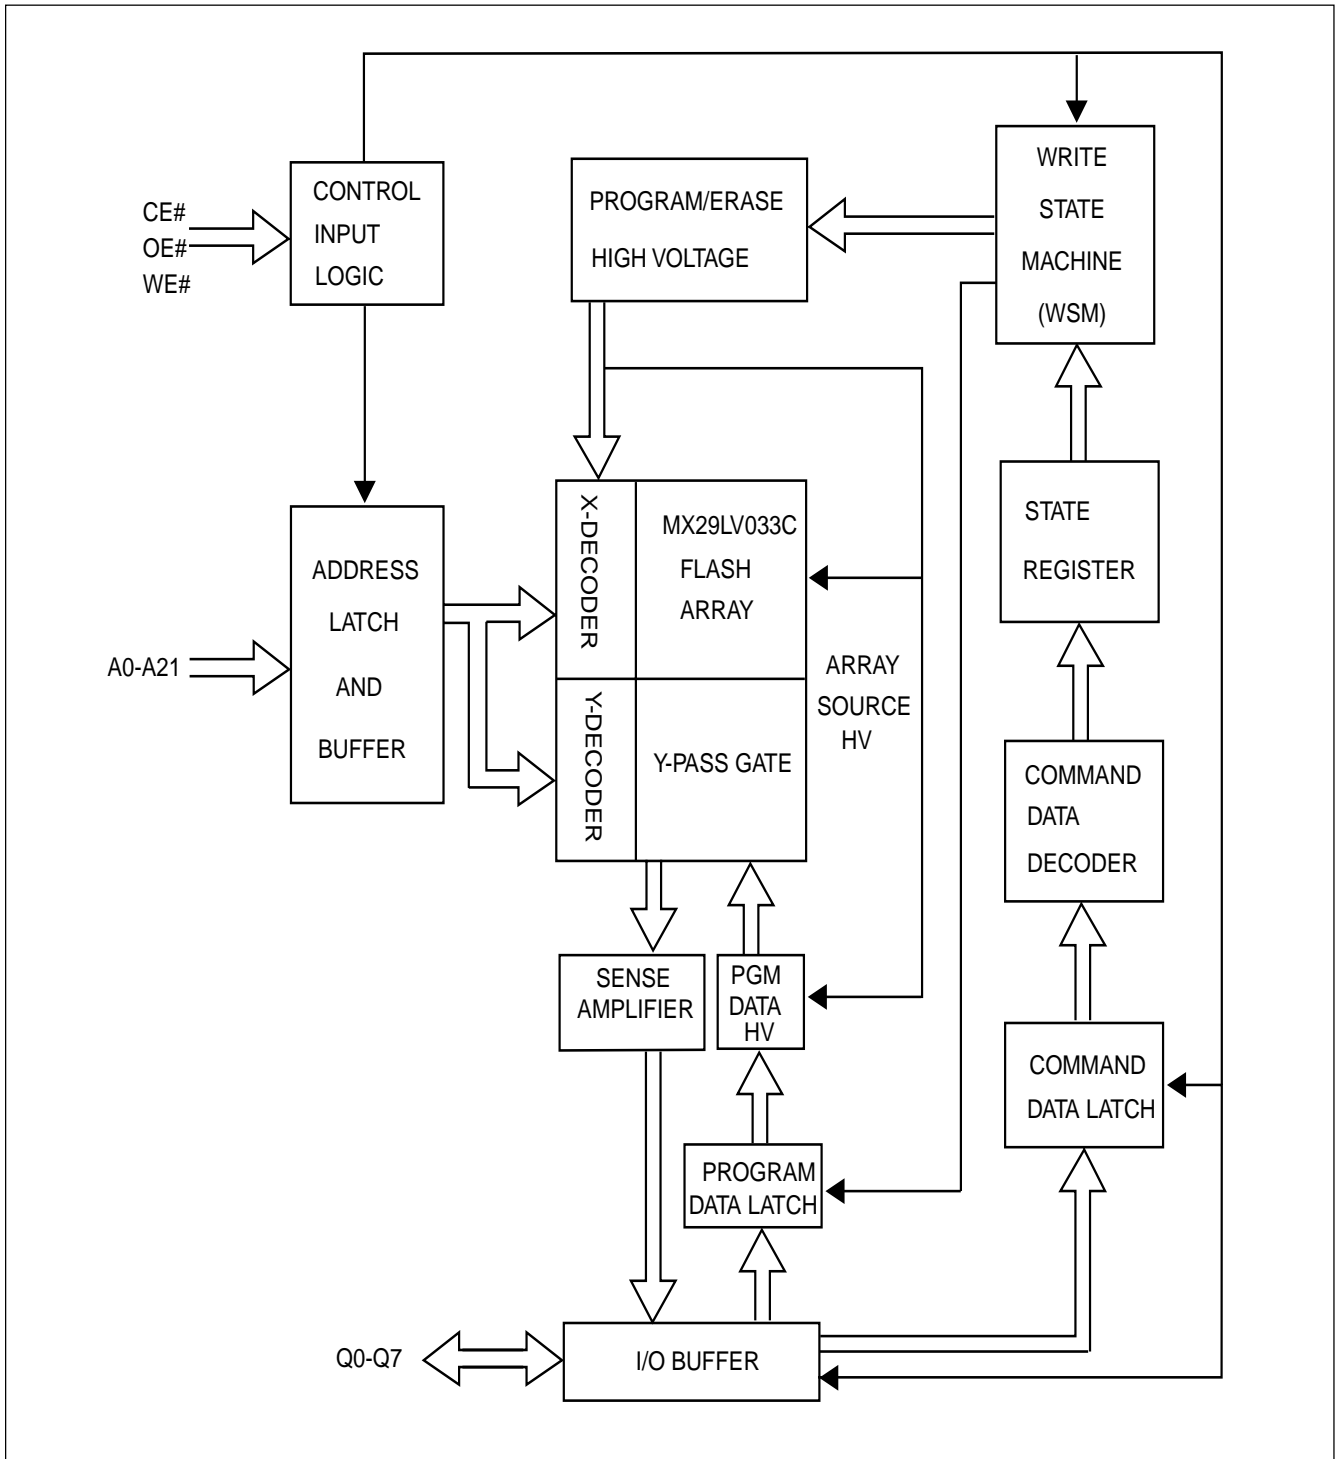 CE#
OE#
WE#
CONTROL
INPUT
LOGIC
PROGRAM/ERASE
HIGH VOLTAGE
WRITE
STATE
MACHINE
(WSM)
A0-A21
ADDRESS
LATCH
AND
BUFFER
X-DECODER
MX29LV033C
FLASH
ARRAY
Y-DECODER
Y-PASS GATE
ARRAY
SOURCE
HV
STATE
REGISTER
COMMAND
DATA
DECODER
SENSE
AMPLIFIER
PGM
DATA
HV
COMMAND
DATA LATCH
PROGRAM
DATA LATCH
Q0-Q7
I/O BUFFER